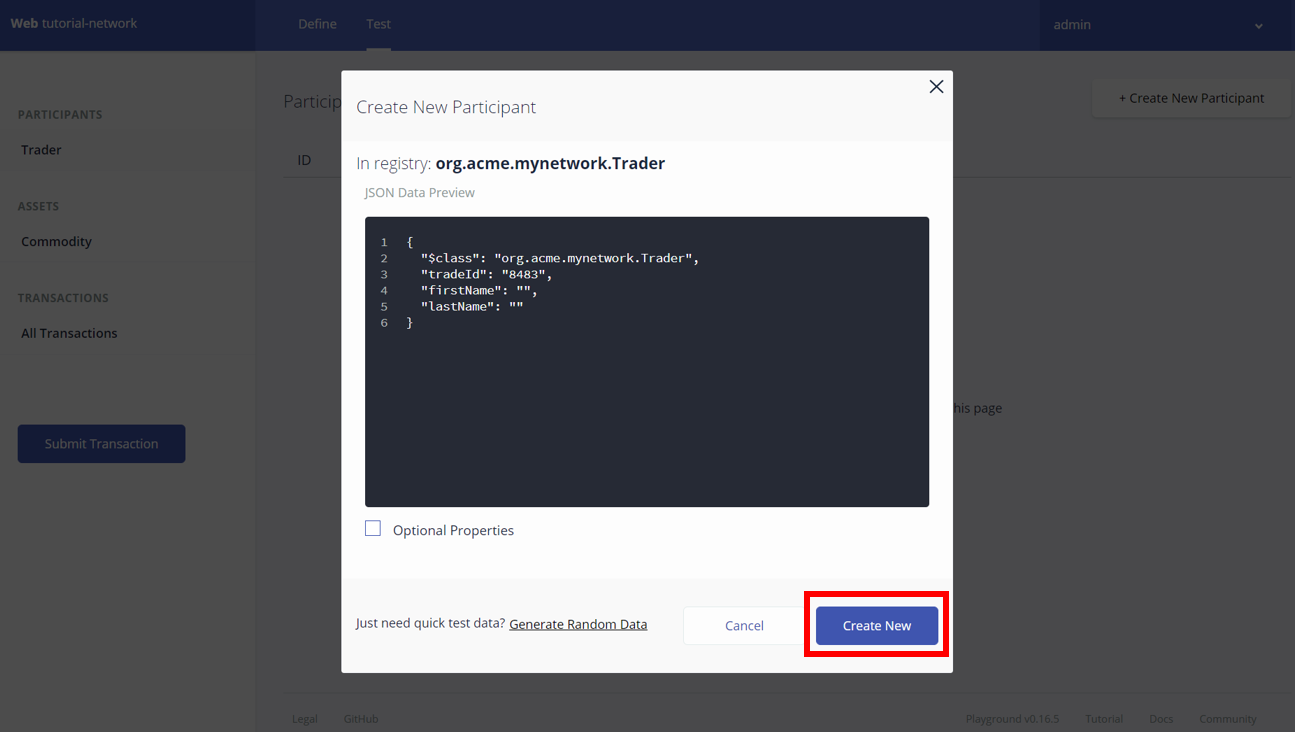 Web tutorial-network
Define
Test
admin
PARTICIPANTS
Trader
ASSETS
Commodity
TRANSACTIONS
All Transactions
Submit Transaction
+ Create New Participant
ID
Create New Participant
In registry: org.acme.mynetwork.Trader
JSON Data Preview
1 {
2 "$class": "org.acme.mynetwork.Trader",
3 "tradeId": "8483",
4 "firstName": "",
5 "lastName": ""
6 }
Optional Properties
Just need quick test data? Generate Random Data
Cancel
Create New
page
Legal
GitHub
Playground v0.16.5
Tutorial
Docs
Community